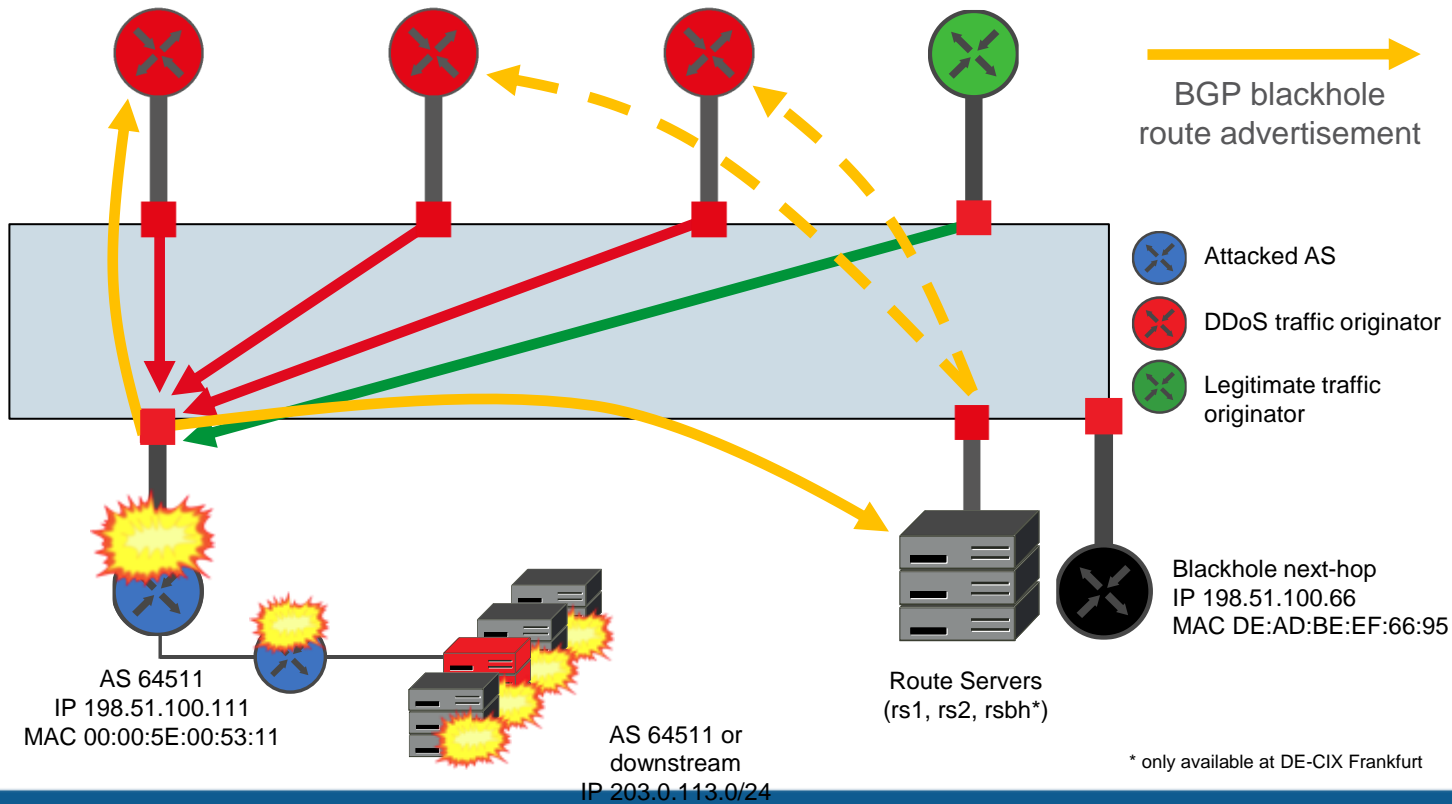 BGP blackhole
route advertisement
Attacked AS
DDoS traffic originator
Legitimate traffic
originator
Blackhole next-hop
IP 198.51.100.66
MAC DE:AD:BE:EF:66:95
AS 64511
IP 198.51.100.111
MAC 00:00:5E:00:53:11
Route Servers
(rs1, rs2, rsbh*)
AS 64511 or
downstream
IP 203.0.113.0/24
* only available at DE-CIX Frankfurt